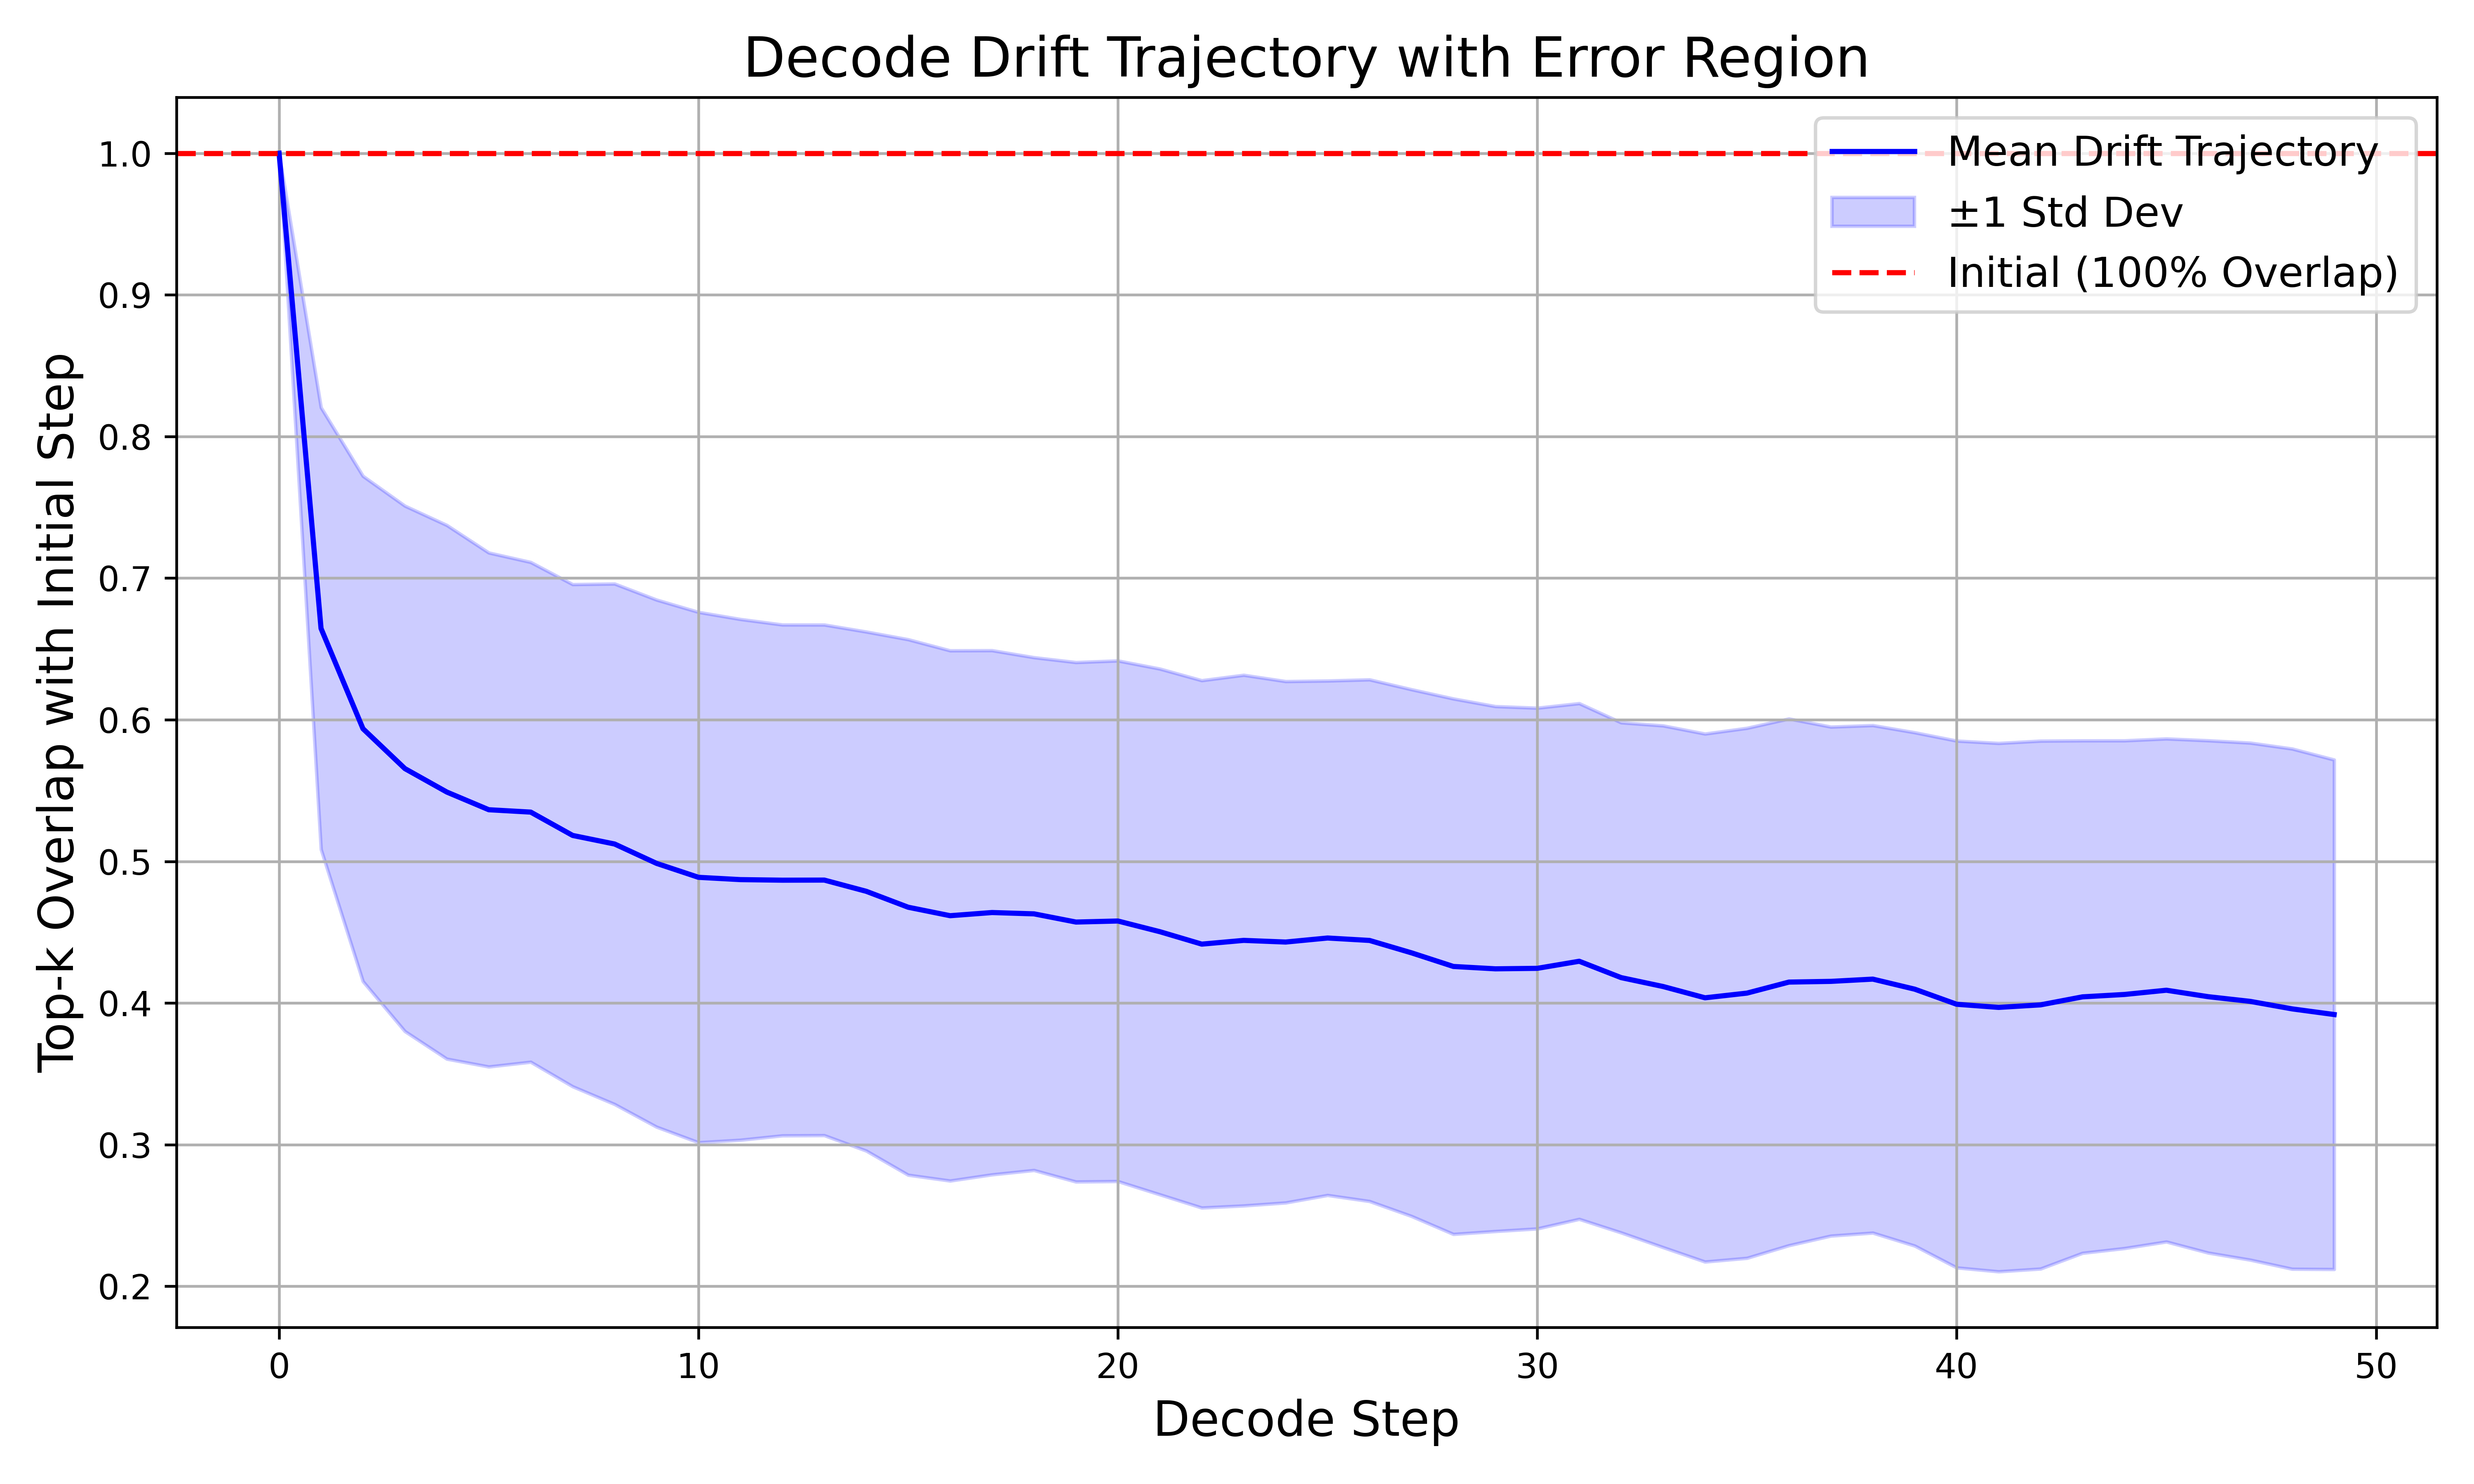 Decode Drift Trajectory with Error Region
Mean Drift Trajectory
±1 Std Dev
Initial (100% Overlap)
Top-k Overlap with Initial Step
1.0
0.9
0.8
0.7
0.6
0.5
0.4
0.3
0.2
0 10 20 30 40 50
Decode Step